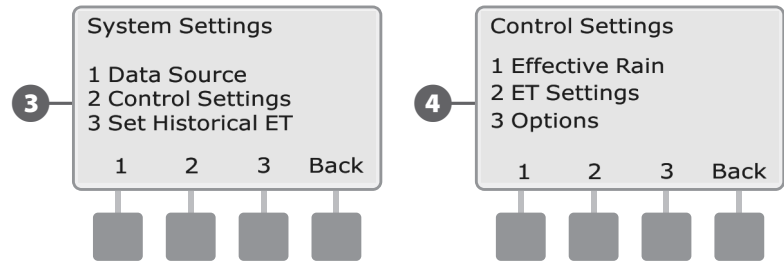 System Settings
1 Data Source
2 Control Settings
3 Set Historical ET
1 2 3 Back
3
Control Settings
1 Effective Rain
2 ET Settings
3 Options
1 2 3 Back
4